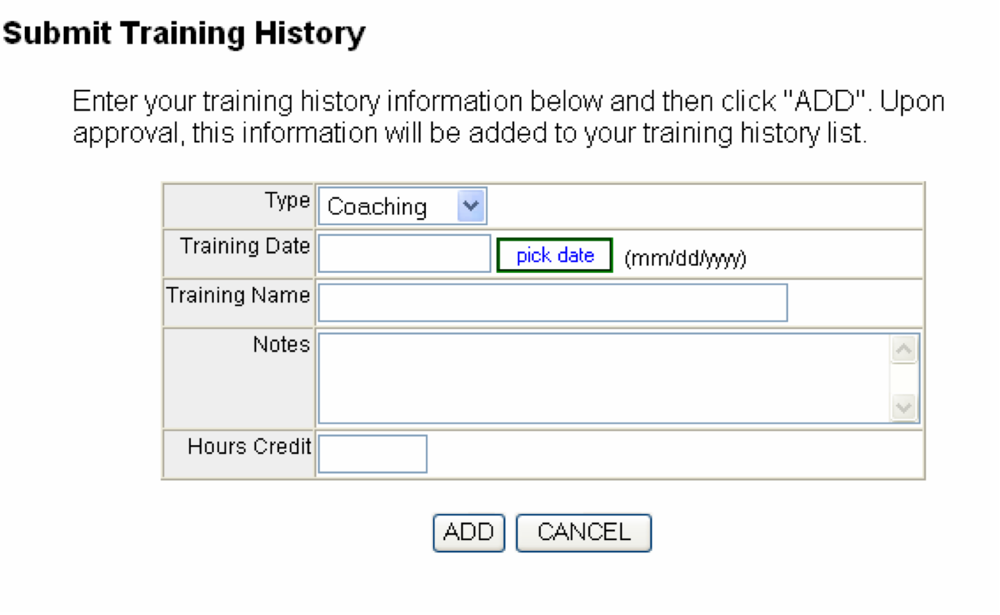 Submit Training History
Enter your training history information below and then click "ADD". Upon
approval, this information will be added to your training history list.
Type Coaching
Training Date pick date (mm/dd/yyyy)
Training Name
Notes
Hours Credit
ADD CANCEL